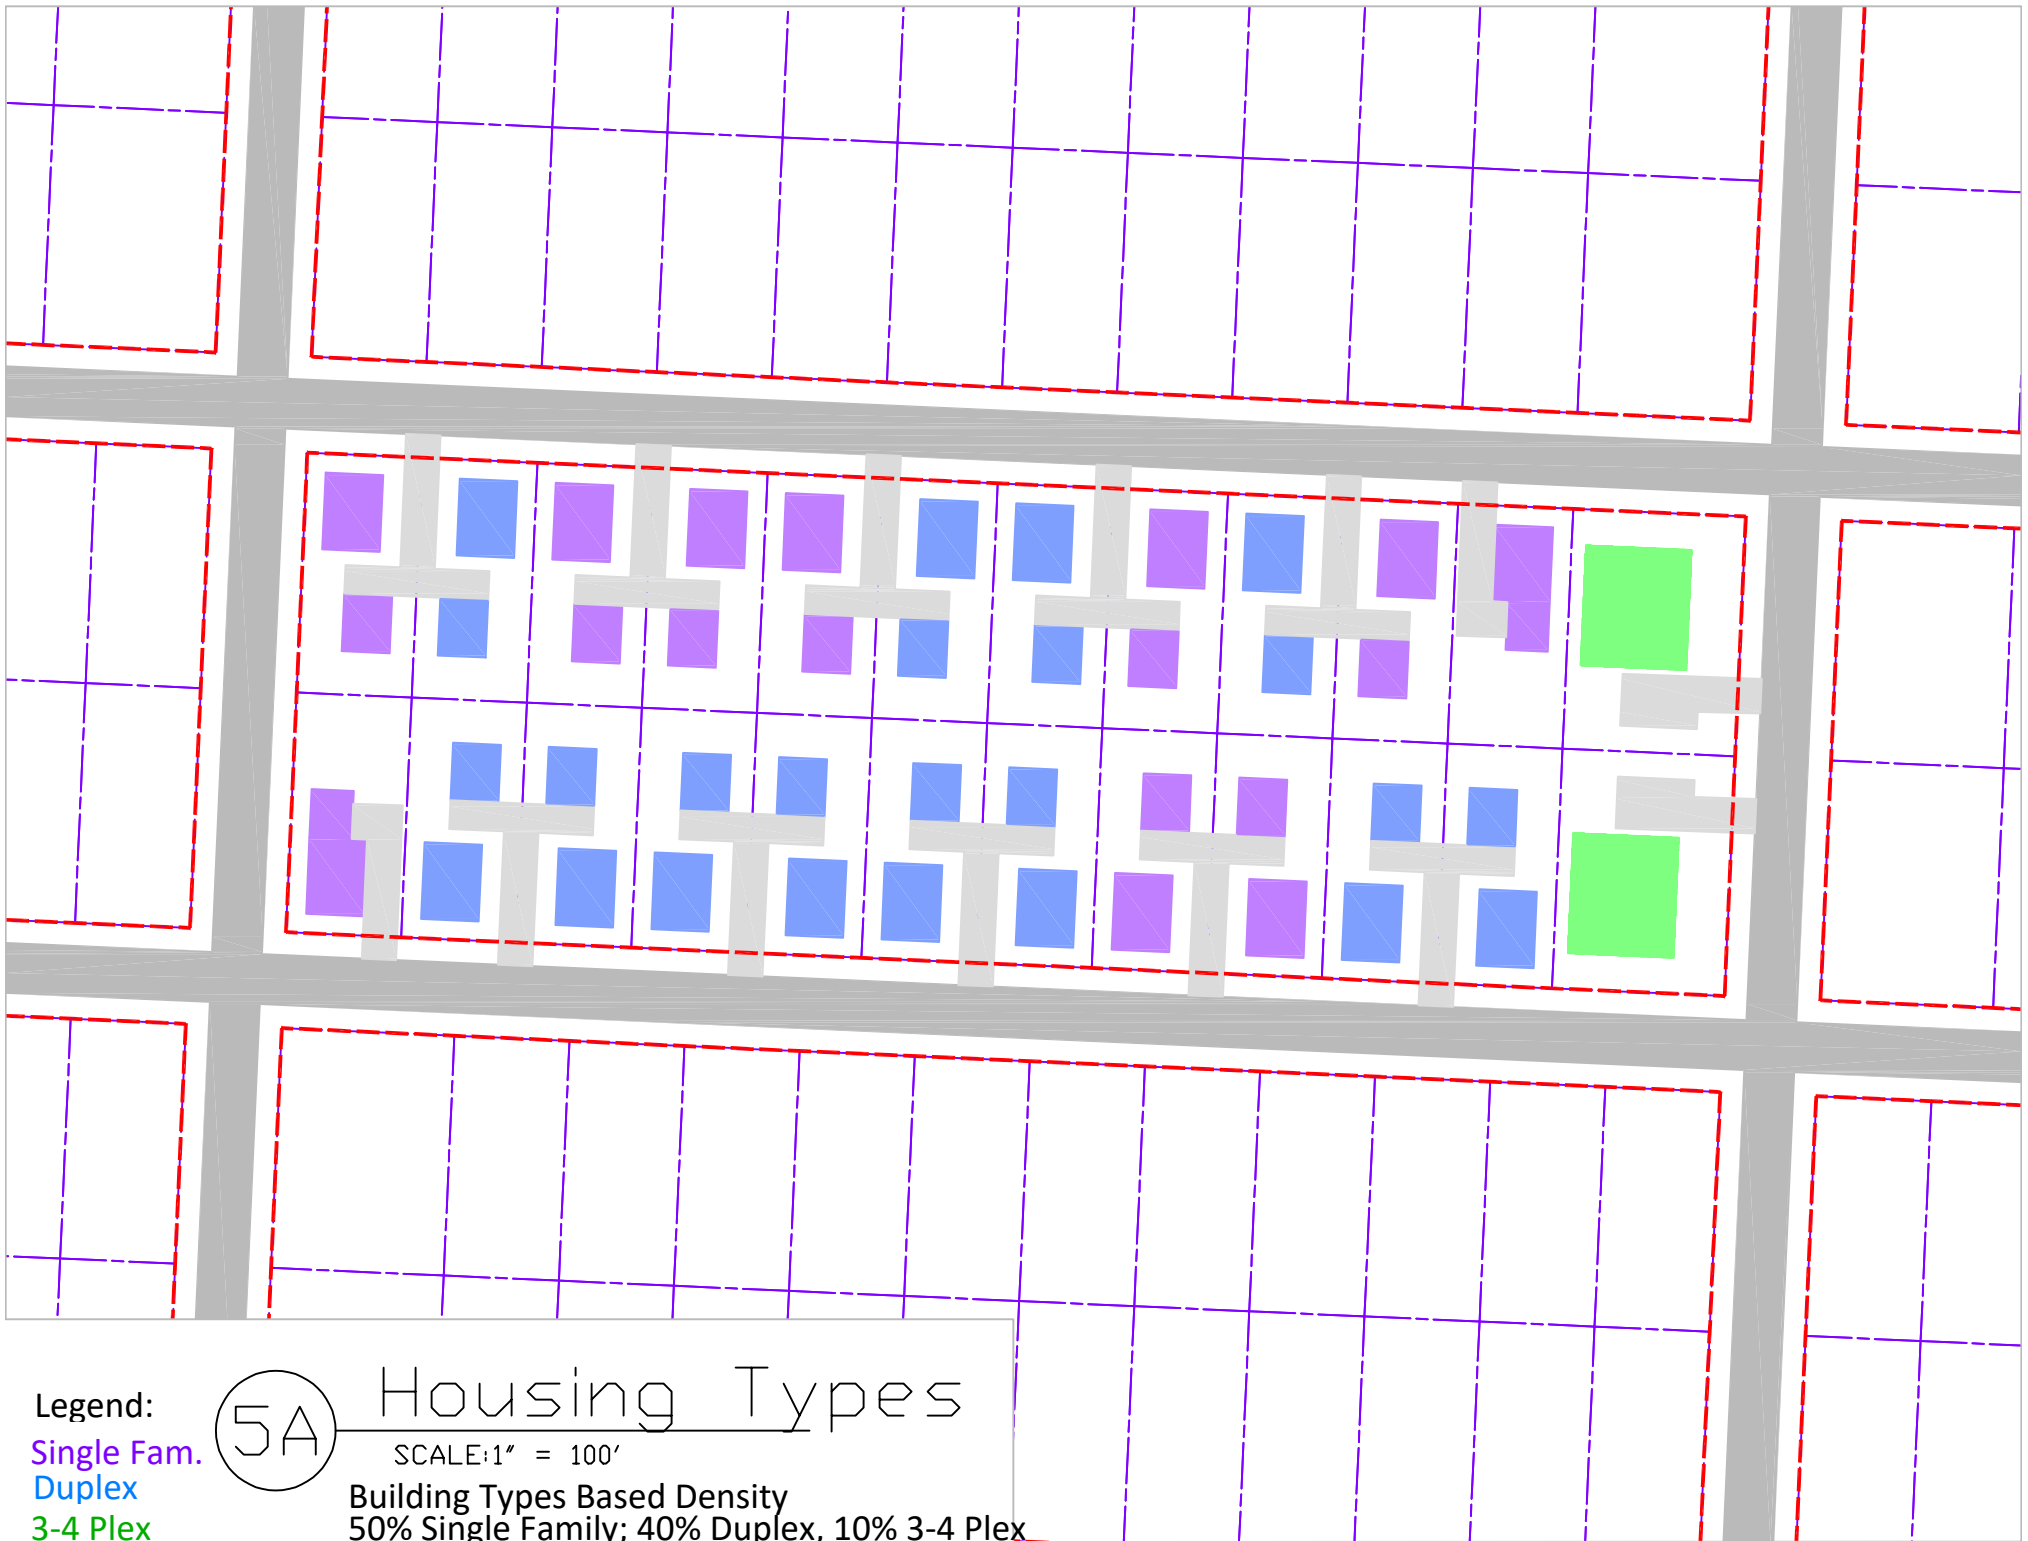 Legend:
Single Fam.
Duplex
3-4 Plex
5A
Housing Types
SCALE:1" = 100'
Building Types Based Density
50% Single Family; 40% Duplex, 10% 3-4 Plex